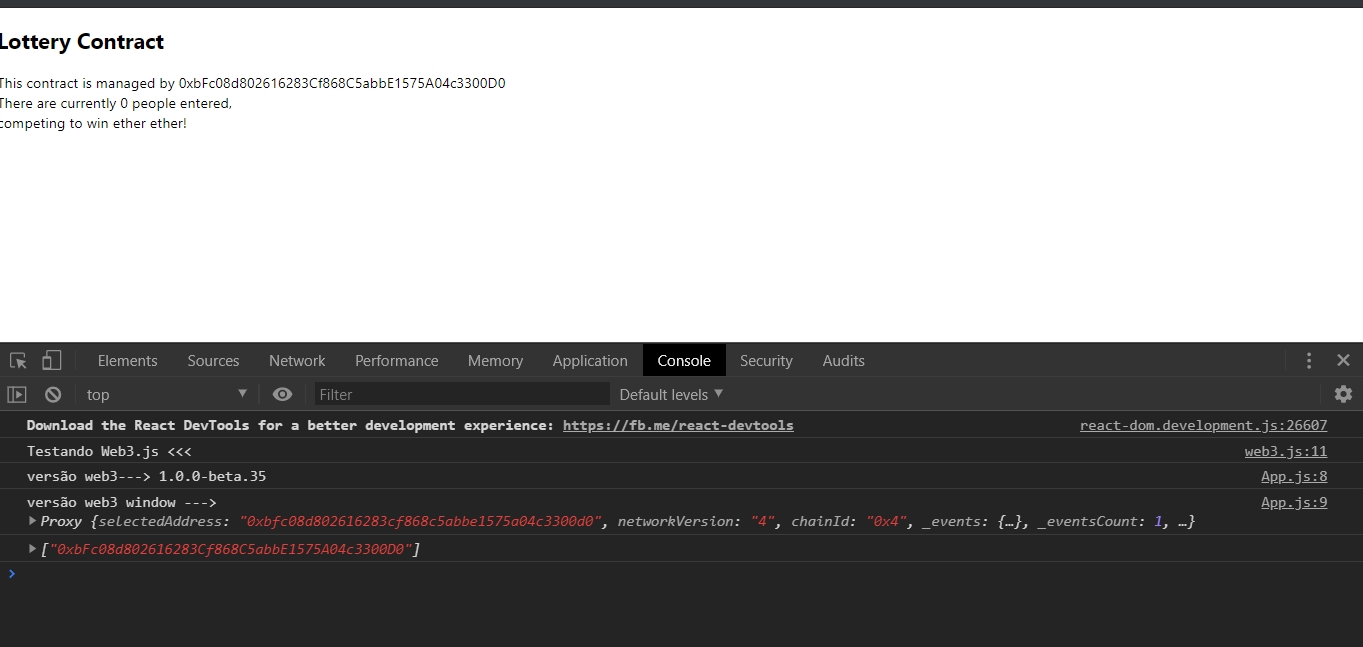 Lottery Contract
This contract is managed by 0xbFc08d802616283Cf868C5abbE1575A04c3300D0
There are currently 0 people entered,
competing to win ether ether!
Elements Sources Network Performance Memory Application Console Security Audits
top Filter Default levels
Download the React DevTools for a better development experience: https://fb.me/react-devtools react-dom.development.js:26607
Testando Web3.js <<< web3.js:11
versão web3---> 1.0.0-beta.35 App.js:8
versão web3 window ---> App.js:9
Proxy {selectedAddress: "0xbfc08d802616283cf868c5abbe1575a04c3300d0", networkVersion: "4", chainId: "0x4", _events: {…}, _eventsCount: 1, …}
["0xbFc08d802616283Cf868C5abbE1575A04c3300D0"]